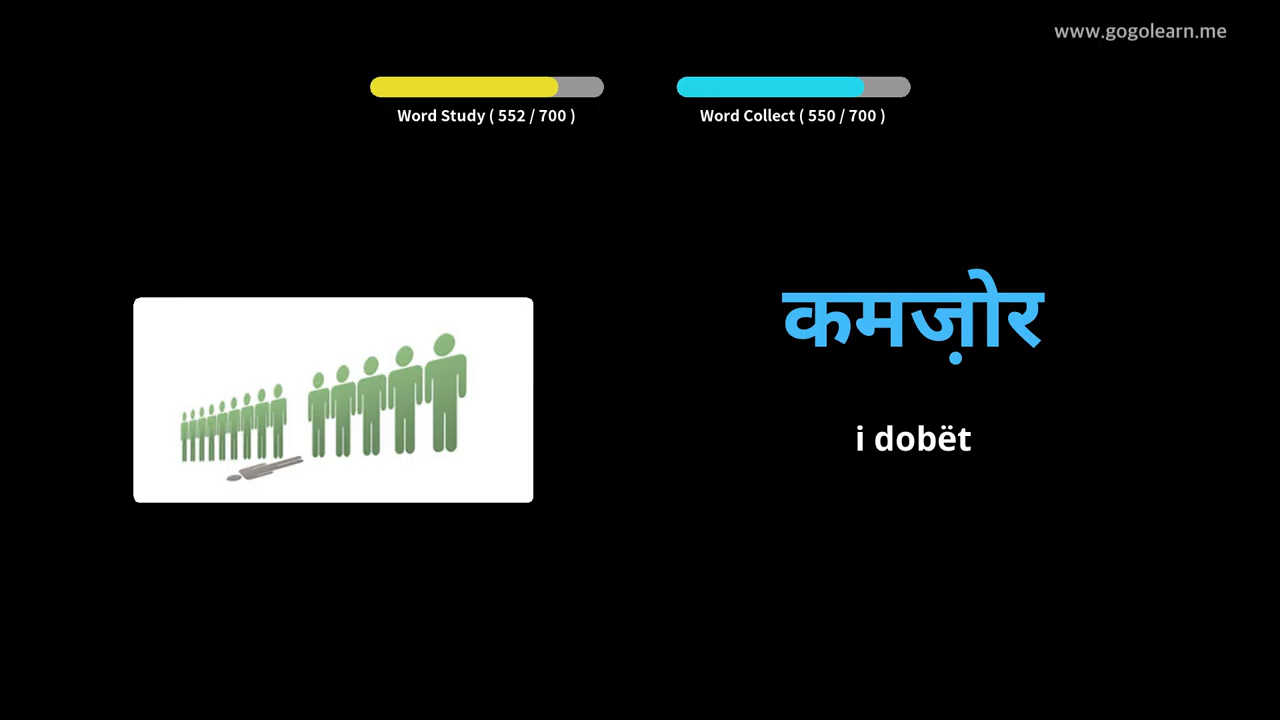 www.gogolearn.me
Word Study ( 552 / 700 )
Word Collect ( 550 / 700 )
कमज़ोर
i dobët